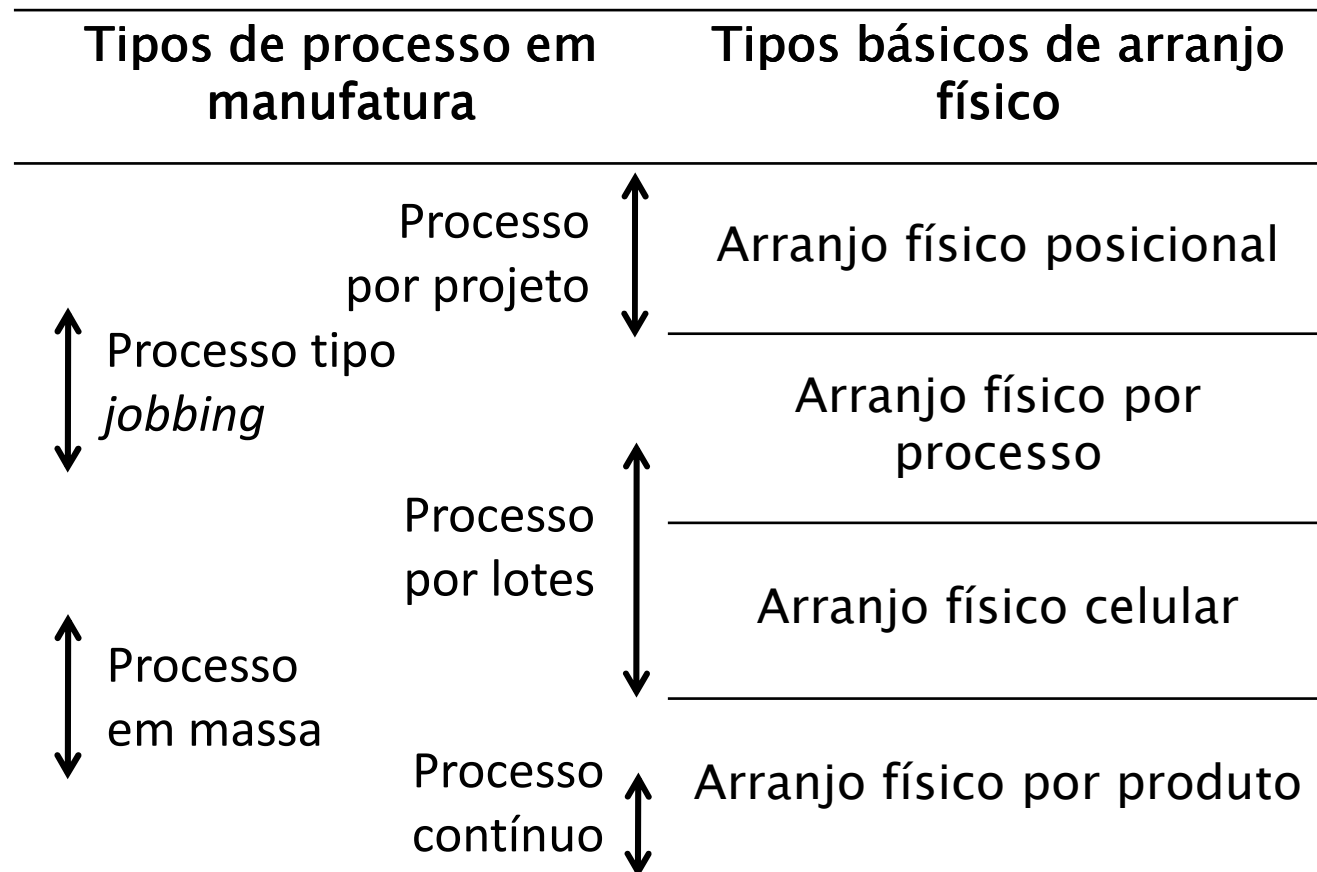 Tipos de processo em
manufatura
Tipos básicos de arranjo
físico
Processo
por projeto
Arranjo físico posicional
Processo tipo
jobbing
Arranjo físico por
processo
Processo
por lotes
Arranjo físico celular
Processo
em massa
Processo
contínuo
Arranjo físico por produto